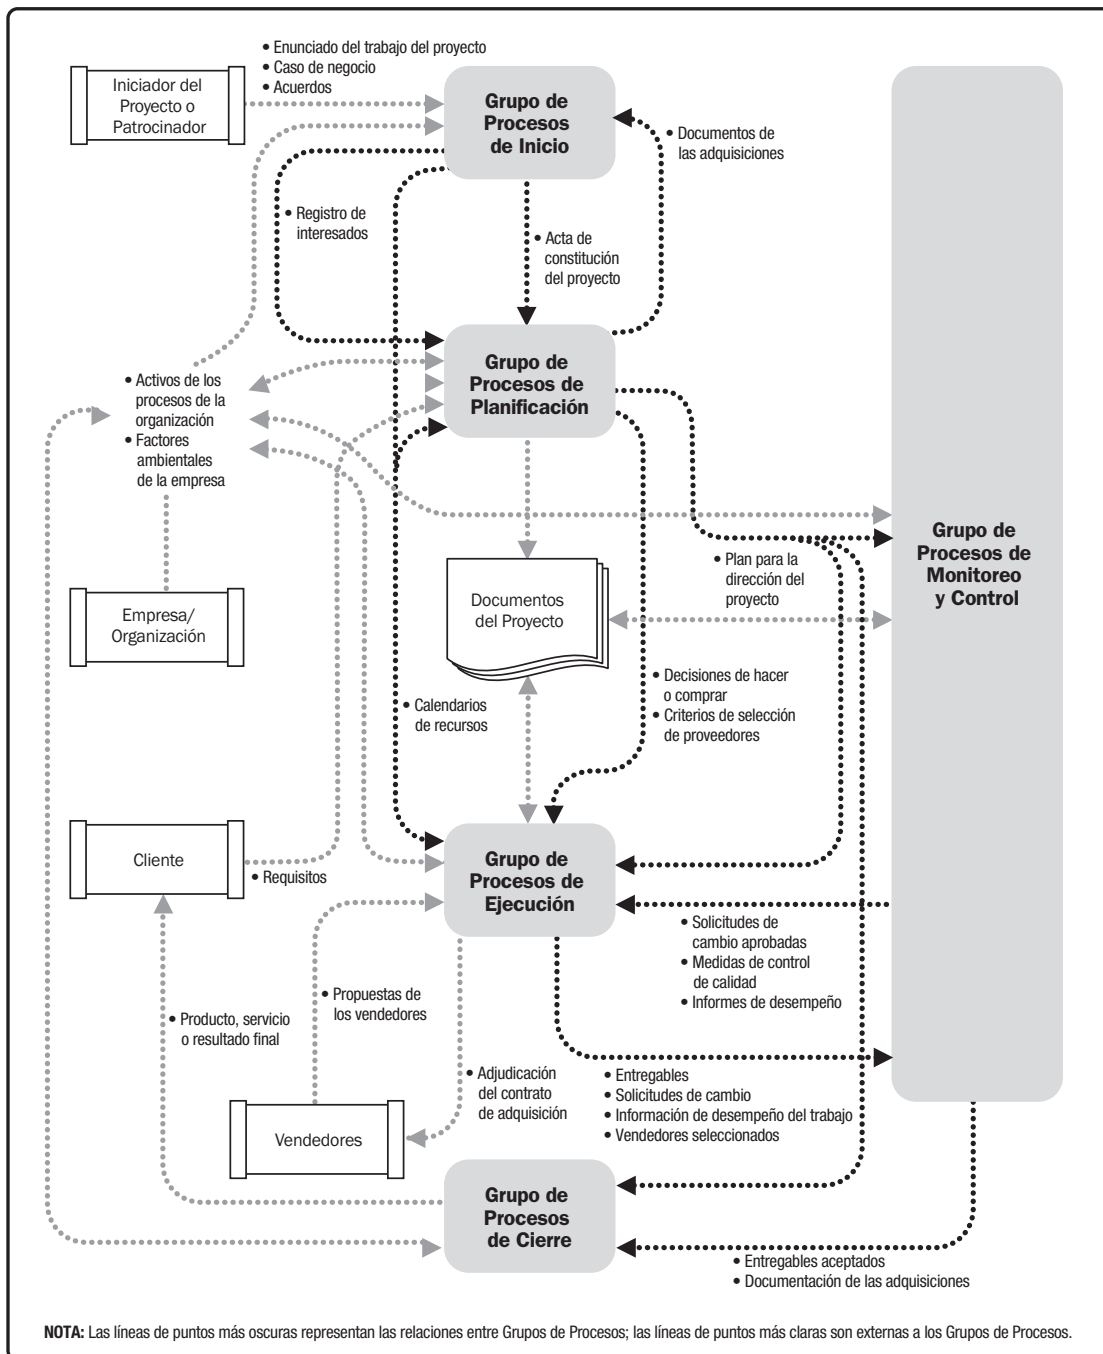 • Enunciado del trabajo del proyecto
• Caso de negocio
• Acuerdos
Iniciador del
Proyecto o
Patrocinador
Grupo de
Procesos
de Inicio
• Documentos de
las adquisiciones
• Registro de
interesados
• Acta de
constitución
del proyecto
Grupo de
Procesos de
Planificación
• Activos de los
procesos de la
organización
• Factores
ambientales
de la empresa
Grupo de
Procesos de
Monitoreo
y Control
• Plan para la
dirección del
proyecto
Documentos
del Proyecto
Empresa/
Organización
• Decisiones de hacer
o comprar
• Criterios de selección
de proveedores
• Calendarios
de recursos
Cliente
• Requisitos
Grupo de
Procesos de
Ejecución
• Solicitudes de
cambio aprobadas
• Medidas de control
de calidad
• Informes de desempeño
• Propuestas de
los vendedores
• Producto, servicio
o resultado final
• Adjudicación
del contrato
de adquisición
• Entregables
• Solicitudes de cambio
• Información de desempeño del trabajo
• Vendedores seleccionados
Vendedores
Grupo de
Procesos
de Cierre
• Entregables aceptados
• Documentación de las adquisiciones
NOTA: Las líneas de puntos más oscuras representan las relaciones entre Grupos de Procesos; las líneas de puntos más claras son externas a los Grupos de Procesos.